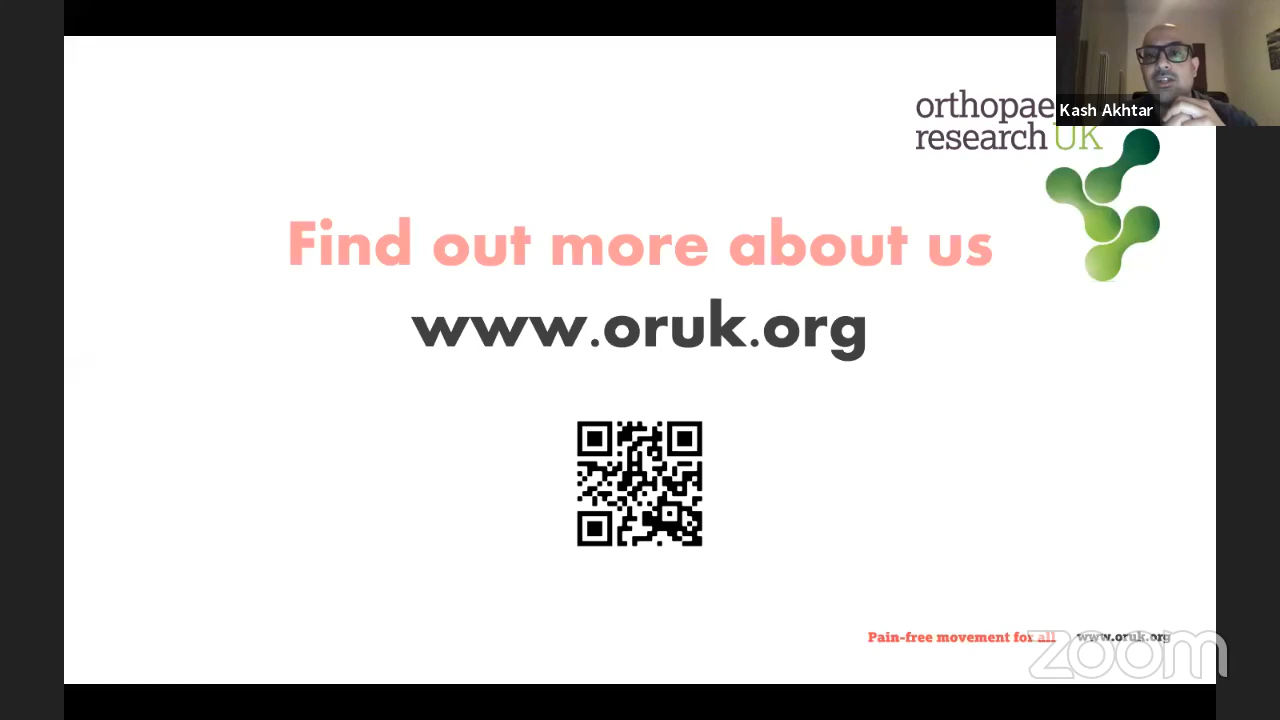 Kash Akhtar
orthopae
research UK
Find out more about us
www.oruk.org
Pain-free movement for all www.oruk.org
zoom